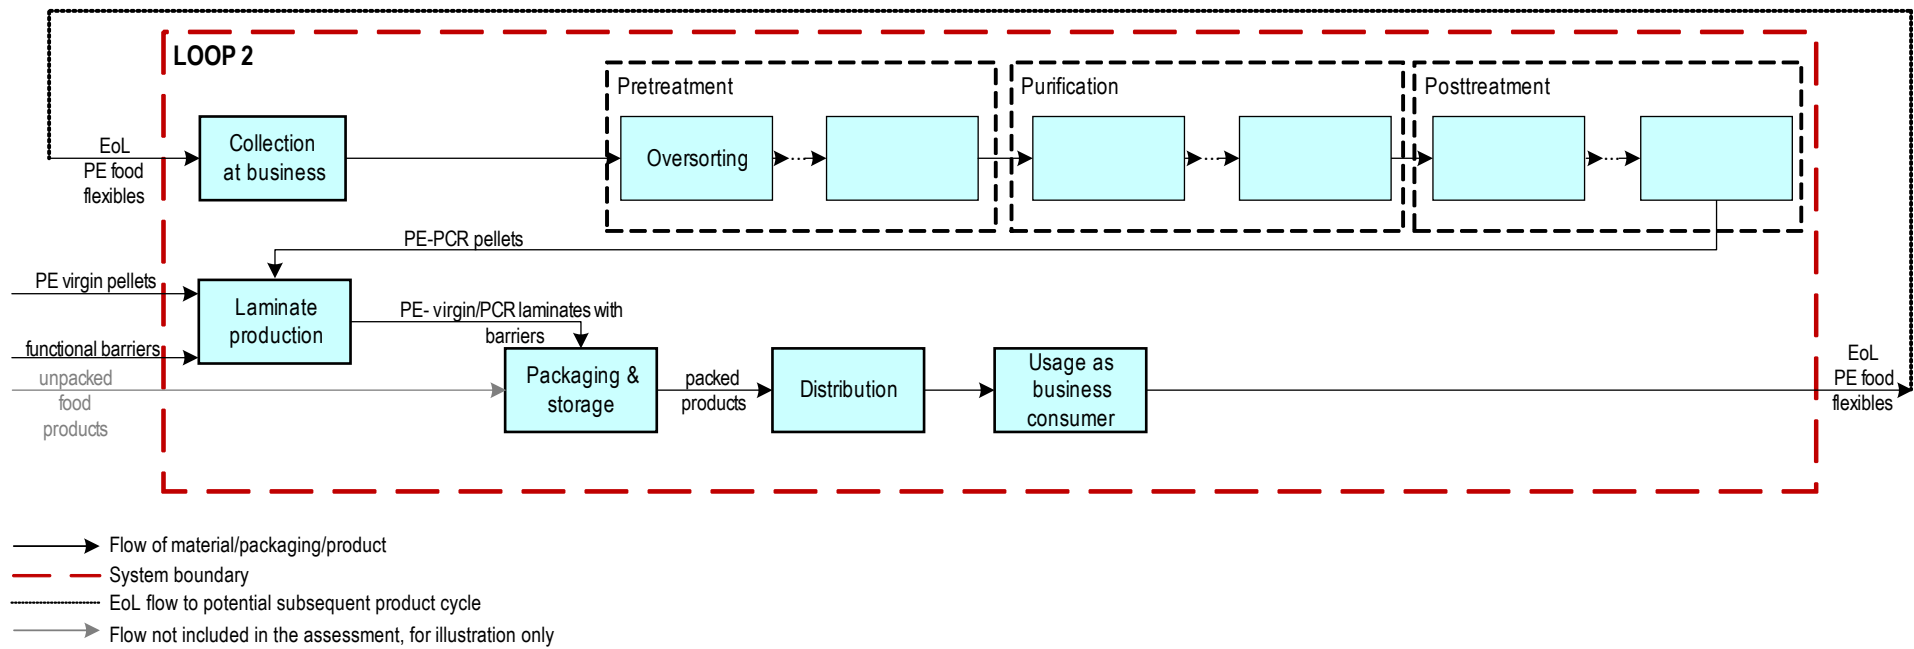 LOOP 2
Pretreatment
Purification
Posttreatment
EoL
PE food
flexibles
Collection
at business
Oversorting
...
...
...
PE-PCR pellets
PE virgin pellets
Laminate
production
PE- virgin/PCR laminates with
barriers
functional barriers
unpacked
food
products
Packaging &
storage
packed
products
Distribution
Usage as
business
consumer
EoL
PE food
flexibles
Flow of material/packaging/product
System boundary
EoL flow to potential subsequent product cycle
Flow not included in the assessment, for illustration only